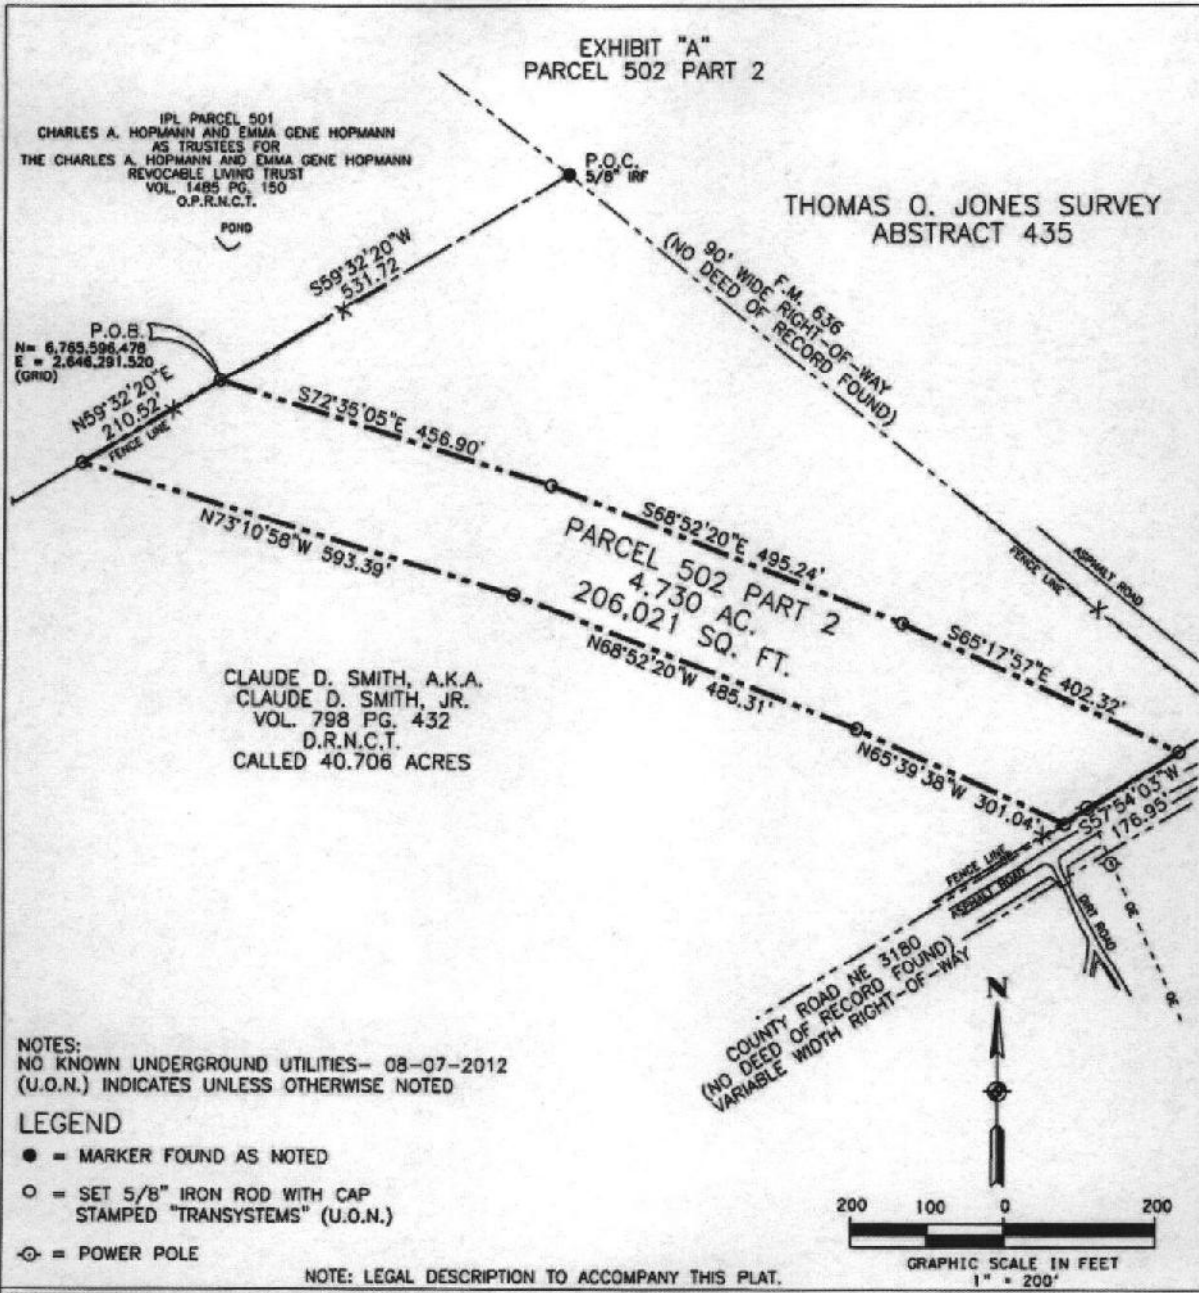 EXHIBIT "A"
PARCEL 502 PART 2
IPL PARCEL 501
CHARLES A. HOPMANN AND EMMA GENE HOPMANN
AS TRUSTEES FOR
THE CHARLES A. HOPMANN AND EMMA GENE HOPMANN
REVOCABLE LIVING TRUST
VOL. 1485 PG. 150
O.P.R.N.C.T.
POND
P.O.C.
5/8" IRF
THOMAS O. JONES SURVEY
ABSTRACT 435
S59°32'20"W
531.72
F.M. 636
90' WIDE RIGHT-OF-WAY
(NO DEED OF RECORD FOUND)
P.O.B.
N= 6,765,596.478
E = 2,646,291.520
(GRID)
N59°32'20"E
210.52'
FENCE LINE
S72°35'05"E 456.90'
N73°10'58"W 593.39'
S68°52'20"E 495.24'
PARCEL 502 PART 2
4.730 AC.
206,021 SQ. FT.
N68°52'20"W 485.31'
FENCE LINE
ASPHALT ROAD
S65°17'57"E 402.32'
N65°39'38"W 301.04'
S57°54'03"W
176.95'
CLAUDE D. SMITH, A.K.A.
CLAUDE D. SMITH, JR.
VOL. 798 PG. 432
D.R.N.C.T.
CALLED 40.706 ACRES
FENCE LINE
ASPHALT ROAD
DIRT ROAD
OE
OE
COUNTY ROAD NE 3180
(NO DEED OF RECORD FOUND)
VARIABLE WIDTH RIGHT-OF-WAY
N
NOTES:
NO KNOWN UNDERGROUND UTILITIES- 08-07-2012
(U.O.N.) INDICATES UNLESS OTHERWISE NOTED
LEGEND
= MARKER FOUND AS NOTED
= SET 5/8" IRON ROD WITH CAP
STAMPED "TRANSYSTEMS" (U.O.N.)
= POWER POLE
200 100 0 200
GRAPHIC SCALE IN FEET
1" = 200'
NOTE: LEGAL DESCRIPTION TO ACCOMPANY THIS PLAT.